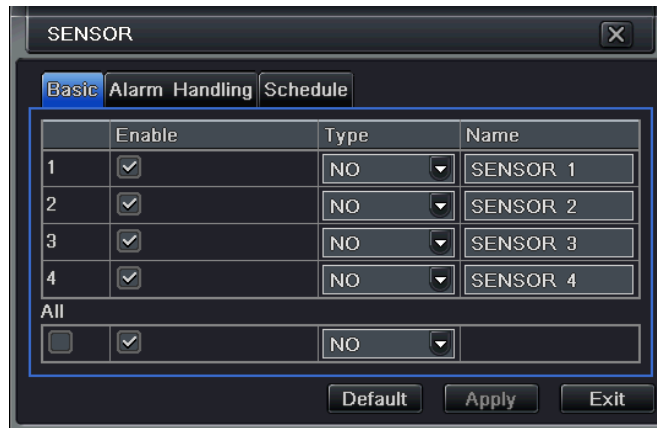 SENSOR
Basic Alarm Handling Schedule
Enable Type Name
1 NO SENSOR 1
2 NO SENSOR 2
3 NO SENSOR 3
4 NO SENSOR 4
All
NO
Default Apply Exit